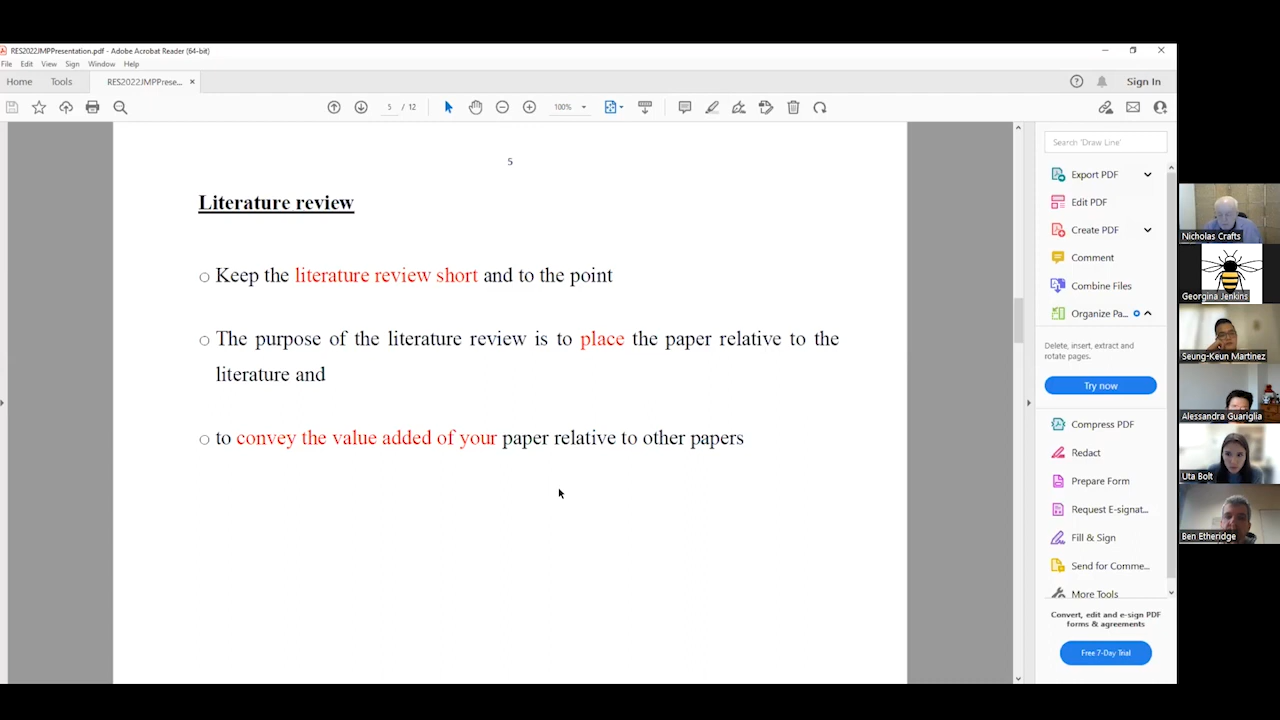 RES2022JMPPresentation.pdf - Adobe Acrobat Reader (64-bit)
File Edit View Sign Window Help
Home Tools RES2022JMPPrese... × Sign In
5 / 12 100%
5
Literature review
Keep the literature review short and to the point
The purpose of the literature review is to place the paper relative to the
literature and
to convey the value added of your paper relative to other papers
Search 'Draw Line'
Export PDF
Edit PDF
Create PDF
Comment
Combine Files
Organize Pa...
Delete, insert, extract and
rotate pages.
Try now
Compress PDF
Redact
Prepare Form
Request E-signat...
Fill & Sign
Send for Comme...
More Tools
Convert, edit and e-sign PDF
forms & agreements
Free 7-Day Trial
Nicholas Crafts
Georgina Jenkins
Seung-Keun Martinez
Alessandra Guariglia
Uta Bolt
Ben Etheridge